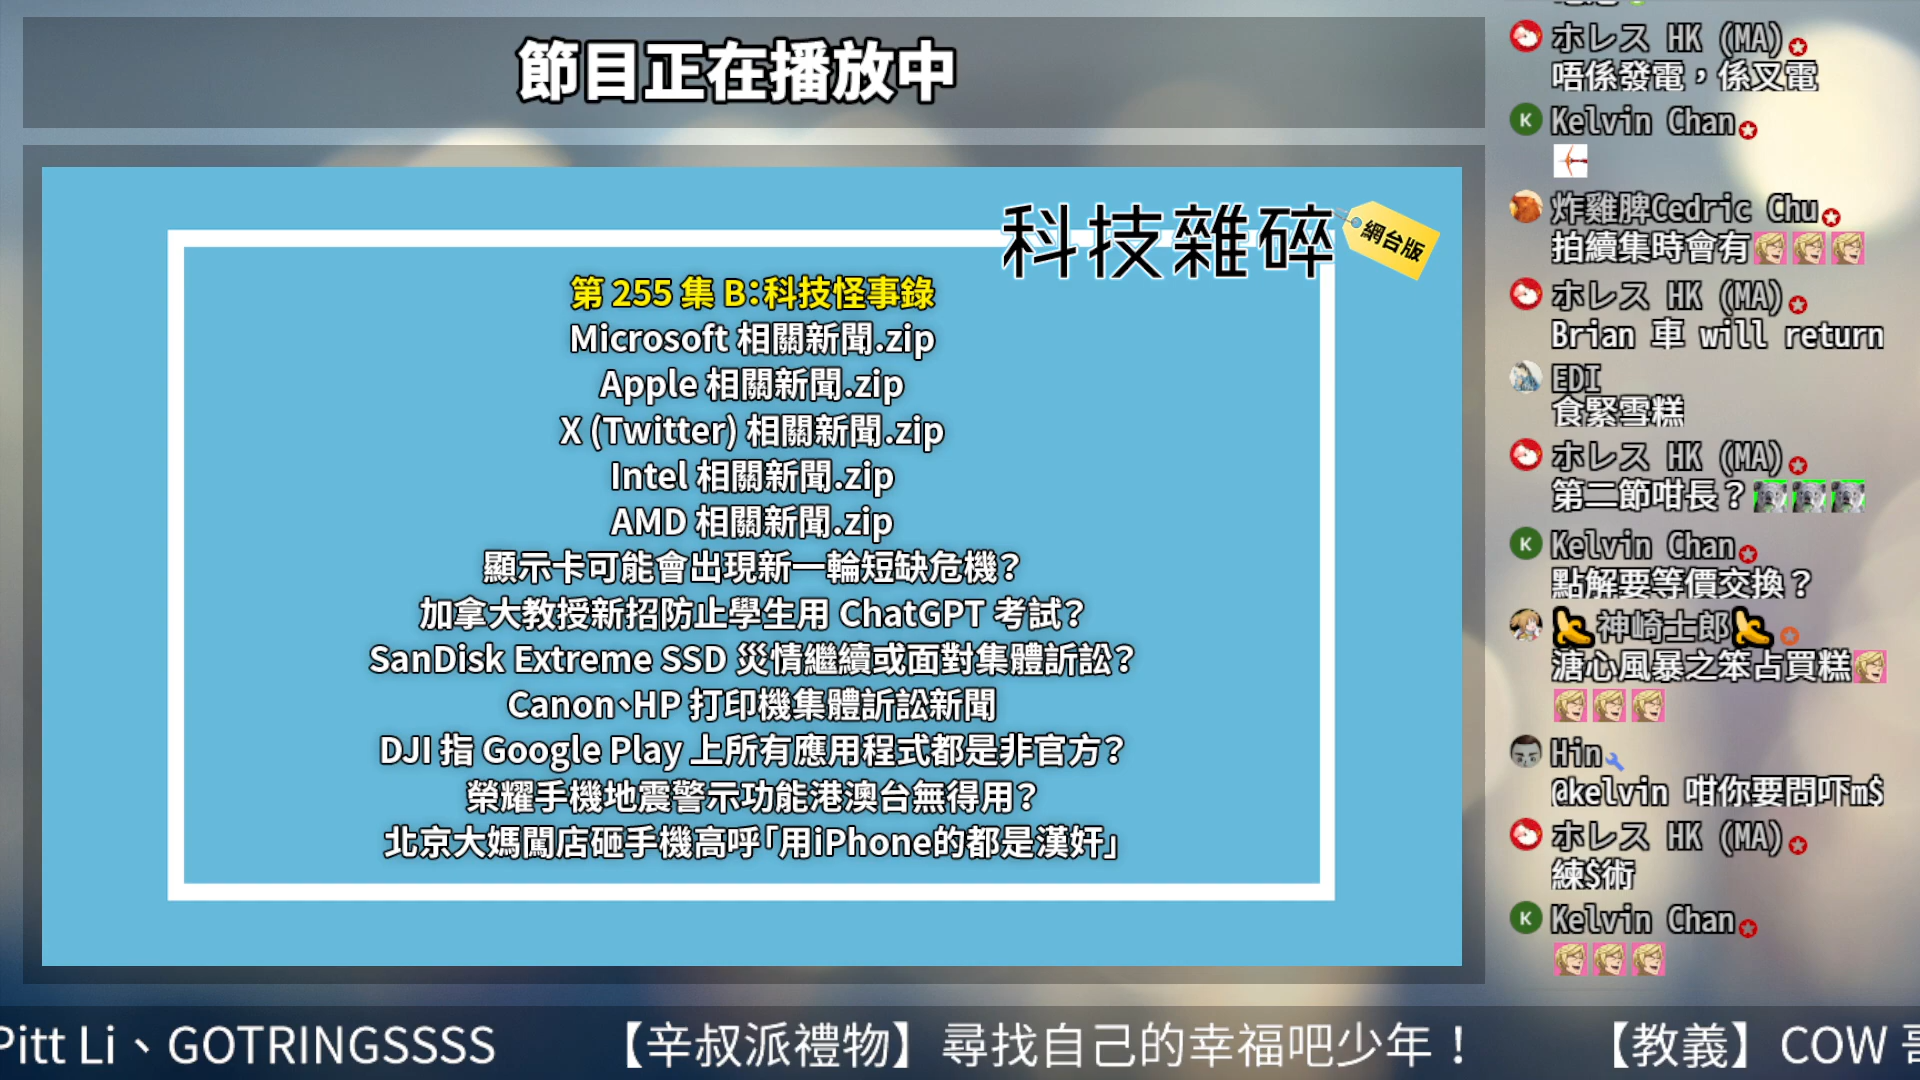 節目正在播放中
科技雜碎
網台版
第 255 集 B：科技怪事錄
Microsoft 相關新聞.zip
Apple 相關新聞.zip
X (Twitter) 相關新聞.zip
Intel 相關新聞.zip
AMD 相關新聞.zip
顯示卡可能會出現新一輪短缺危機？
加拿大教授新招防止學生用 ChatGPT 考試？
SanDisk Extreme SSD 災情繼續或面對集體訴訟？
Canon、HP 打印機集體訴訟新聞
DJI 指 Google Play 上所有應用程式都是非官方？
榮耀手機地震警示功能港澳台無得用？
北京大媽闖店砸手機高呼「用iPhone的都是漢奸」
ホレス HK (MA)
唔係發電，係叉電
K Kelvin Chan
炸雞脾Cedric Chu
拍續集時會有
ホレス HK (MA)
Brian 車 will return
EDI
食緊雪糕
ホレス HK (MA)
第二節咁長？
K Kelvin Chan
點解要等價交換？
神崎士郎
溏心風暴之笨占買糕
Hin
@kelvin 咁你要問吓m$
ホレス HK (MA)
練$術
K Kelvin Chan
Pitt Li、GOTRINGSSSS 【辛叔派禮物】尋找自己的幸福吧少年！ 【教義】COW